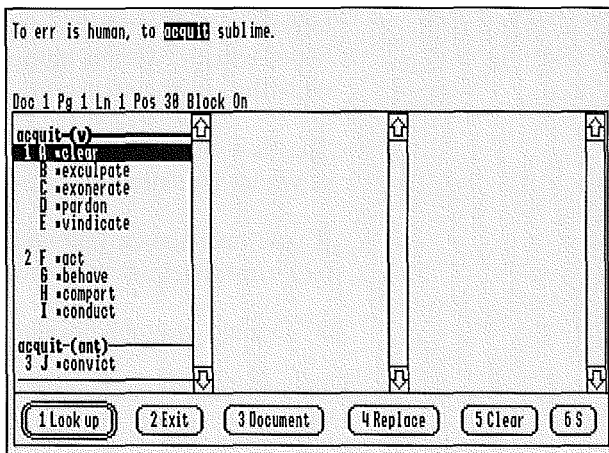 To err is human, to acquit sublime.
Doc 1 Pg 1 Ln 1 Pos 38 Block On
acquit-(v)
1 A ▪clear
B ▪exculpate
C ▪exonerate
D ▪pardon
E ▪vindicate
2 F ▪act
G ▪behave
H ▪comport
I ▪conduct
acquit-(ant)
3 J ▪convict
1 Look up 2 Exit 3 Document 4 Replace 5 Clear 6 S